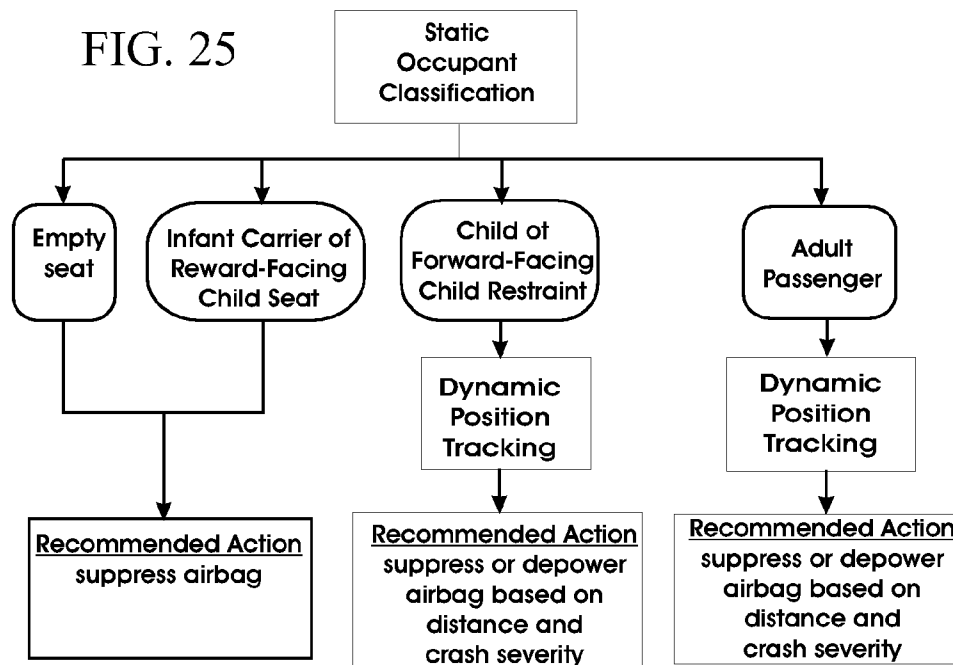 FIG. 25
Static
Occupant
Classification
Empty
seat
Infant Carrier of
Reward-Facing
Child Seat
Child ot
Forward-Facing
Child Restraint
Adult
Passenger
Dynamic
Position
Tracking
Dynamic
Position
Tracking
Recommended Action
suppress airbag
Recommended Action
suppress or depower
airbag based on
distance and
crash severity
Recommended Action
suppress or depower
airbag based on
distance and
crash severity